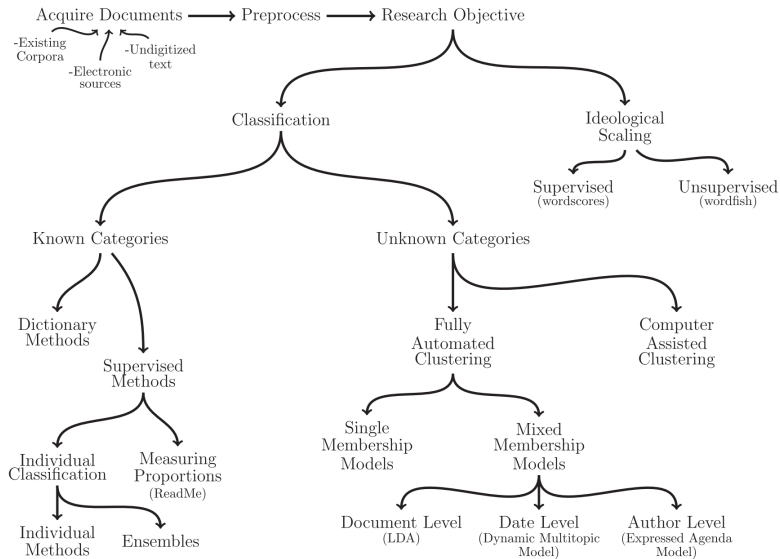 Acquire Documents
Preprocess
Research Objective
-Existing
Corpora
-Electronic
sources
-Undigitized
text
Classification
Ideological
Scaling
Supervised
(wordscores)
Unsupervised
(wordfish)
Known Categories
Unknown Categories
Dictionary
Methods
Supervised
Methods
Fully
Automated
Clustering
Computer
Assisted
Clustering
Individual
Classification
Measuring
Proportions
(ReadMe)
Single
Membership
Models
Mixed
Membership
Models
Individual
Methods
Ensembles
Document Level
(LDA)
Date Level
(Dynamic Multitopic
Model)
Author Level
(Expressed Agenda
Model)